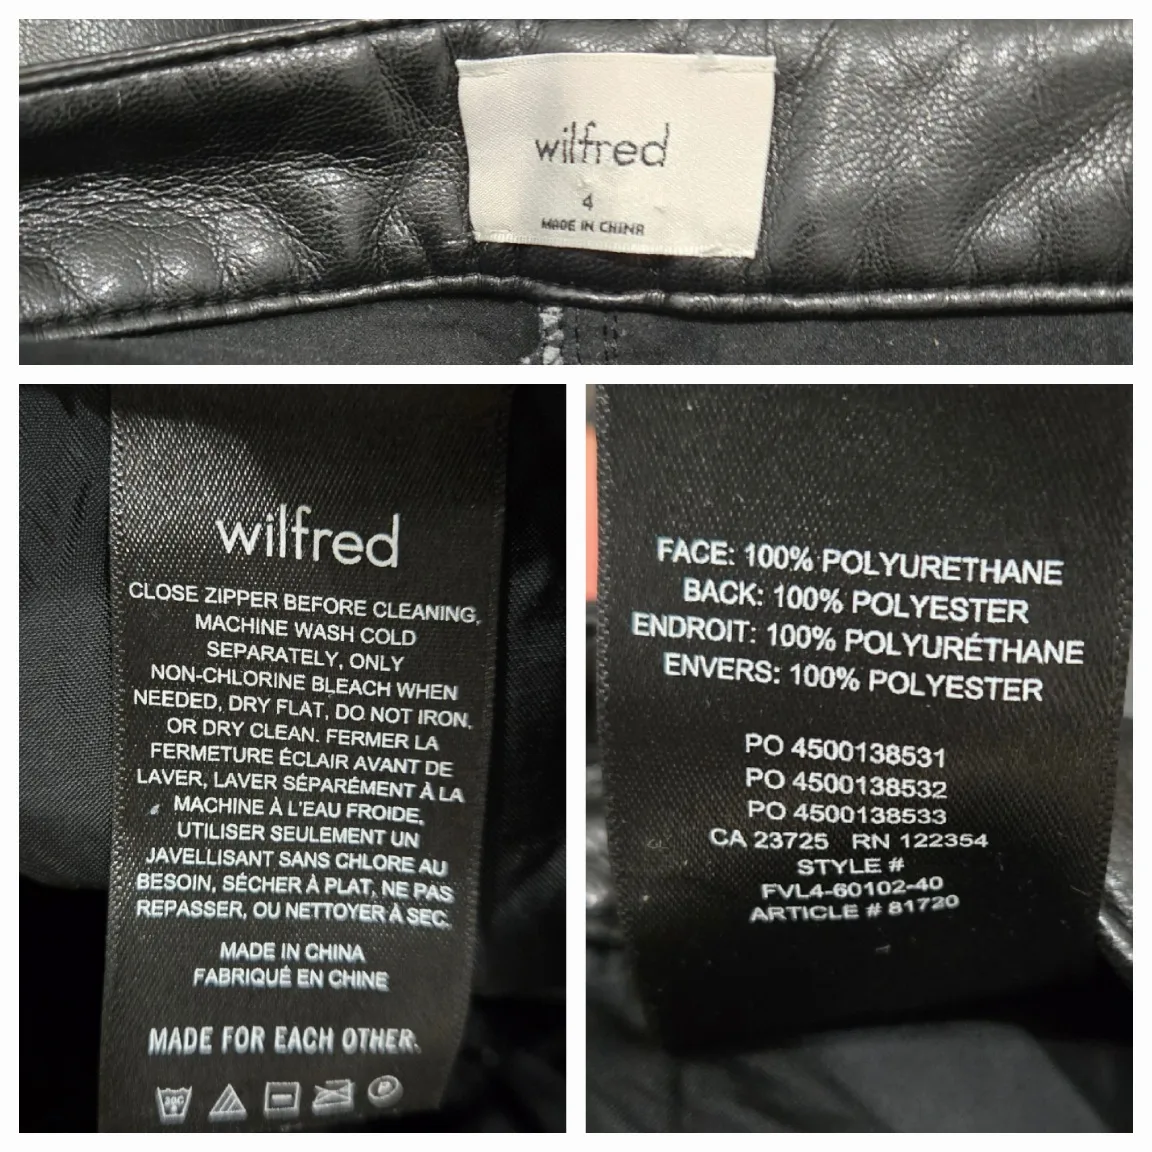 wilfred
4
MADE IN CHINA
wilfred
CLOSE ZIPPER BEFORE CLEANING,
MACHINE WASH COLD
SEPARATELY, ONLY
NON-CHLORINE BLEACH WHEN
NEEDED, DRY FLAT, DO NOT IRON,
OR DRY CLEAN. FERMER LA
FERMETURE ÉCLAIR AVANT DE
LAVER, LAVER SÉPARÉMENT À LA
MACHINE À L'EAU FROIDE,
UTILISER SEULEMENT UN
JAVELLISANT SANS CHLORE AU
BESOIN, SÉCHER À PLAT, NE PAS
REPASSER, OU NETTOYER À SEC.
MADE IN CHINA
FABRIQUÉ EN CHINE
MADE FOR EACH OTHER.
30C
P
FACE: 100% POLYURETHANE
BACK: 100% POLYESTER
ENDROIT: 100% POLYURÉTHANE
ENVERS: 100% POLYESTER
PO 4500138531
PO 4500138532
PO 4500138533
CA 23725 RN 122354
STYLE #
FVL4-60102-40
ARTICLE # 81720